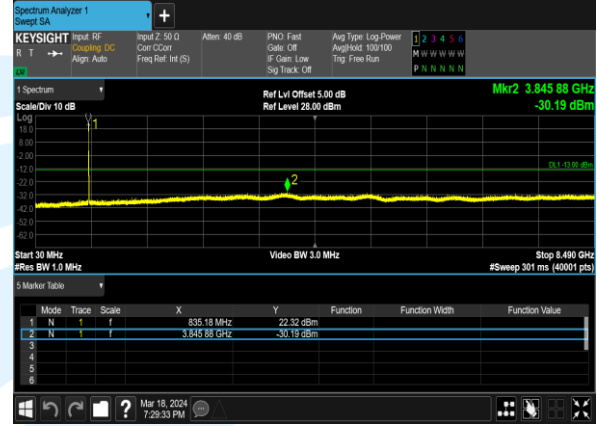 Spectrum Analyzer 1
Swept SA
KEYSIGHT Input: RF Input Z: 50 Ω Atten: 40 dB PNO: Fast Avg Type: Log-Power 1 2 3 4 5 6
R T Coupling: DC Corr CCorr Gate: Off Avg|Hold: 100/100 M W W W W W
Align: Auto Freq Ref: Int (S) IF Gain: Low Trig: Free Run
Sig Track: Off P N N N N N
1 Spectrum Ref Lvl Offset 5.00 dB Mkr2 3.845 88 GHz
Scale/Div 10 dB Ref Level 28.00 dBm -30.19 dBm
Log
18.0 1
8.00
-2.00
-12.0 DL1 -13.00 dBm
-22.0 2
-32.0
-42.0
-52.0
-62.0
Start 30 MHz Video BW 3.0 MHz Stop 8.490 GHz
#Res BW 1.0 MHz #Sweep 301 ms (40001 pts)
5 Marker Table
Mode Trace Scale X Y Function Function Width Function Value
1 N 1 f 835.18 MHz 22.32 dBm
2 N 1 f 3.845 88 GHz -30.19 dBm
3
4
5
6
? Mar 18, 2024
7:29:33 PM